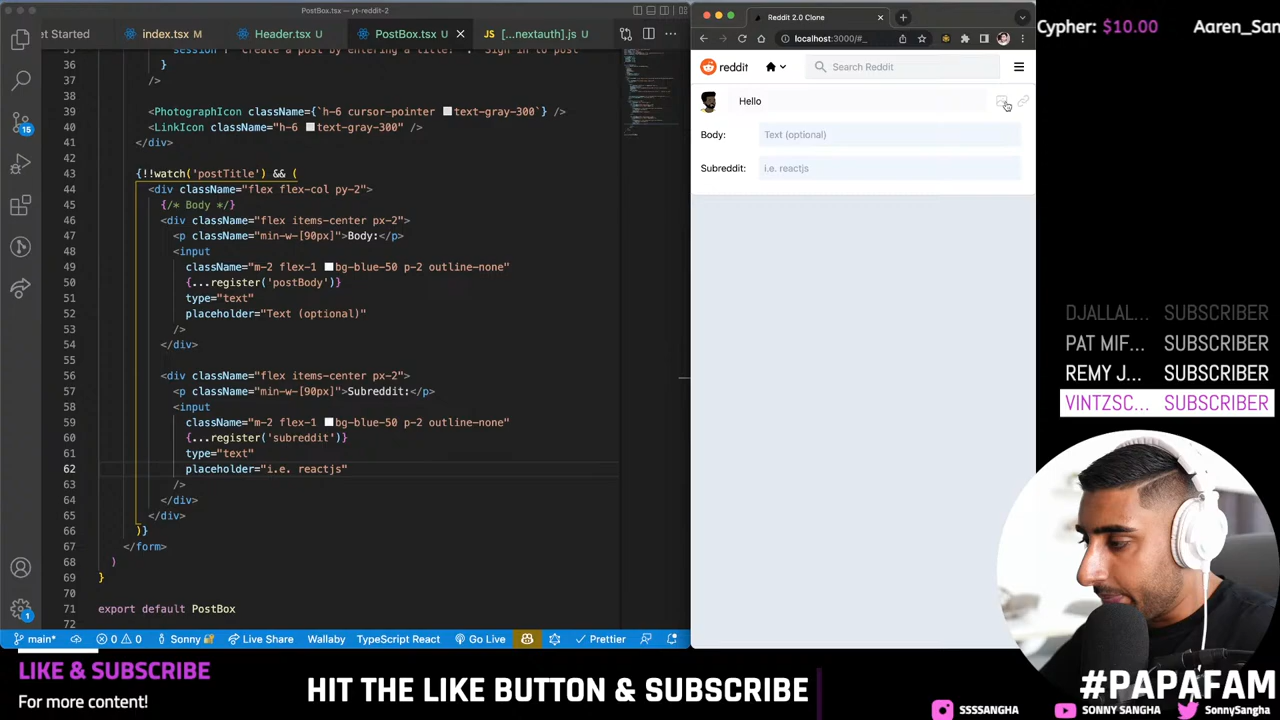 PostBox.tsx — yt-reddit-2
et Started
index.tsx M
Header.tsx
PostBox.tsx
[...nextauth].js
36 }
37 />
38
39 <PhotographIcon className={`h-6 cursor-pointer text-gray-300`} />
40 <LinkIcon className="h-6 text-gray-300" />
41 </div>
42
43 {!!watch('postTitle') && (
44 <div className="flex flex-col py-2">
45 {/* Body */}
46 <div className="flex items-center px-2">
47 <p className="min-w-[90px]">Body:</p>
48 <input
49 className="m-2 flex-1 bg-blue-50 p-2 outline-none"
50 {...register('postBody')}
51 type="text"
52 placeholder="Text (optional)"
53 />
54 </div>
55
56 <div className="flex items-center px-2">
57 <p className="min-w-[90px]">Subreddit:</p>
58 <input
59 className="m-2 flex-1 bg-blue-50 p-2 outline-none"
60 {...register('subreddit')}
61 type="text"
62 placeholder="i.e. reactjs"
63 />
64 </div>
65 </div>
66 )}
67 </form>
68 )
69 }
70
71 export default PostBox
72
15
1
main*
0 0
Sonny
Live Share
Wallaby
TypeScript React
Go Live
Prettier
Reddit 2.0 Clone
localhost:3000/#_
reddit
Search Reddit
Hello
Body:
Text (optional)
Subreddit:
i.e. reactjs
Cypher: $10.00
Aaren_San
DJALLAL... SUBSCRIBER
PAT MIF... SUBSCRIBER
REMY J... SUBSCRIBER
VINTZSC... SUBSCRIBER
LIKE & SUBSCRIBE
For more content!
HIT THE LIKE BUTTON & SUBSCRIBE
#PAPAFAM
SSSSANGHA
SONNY SANGHA
SonnySangha